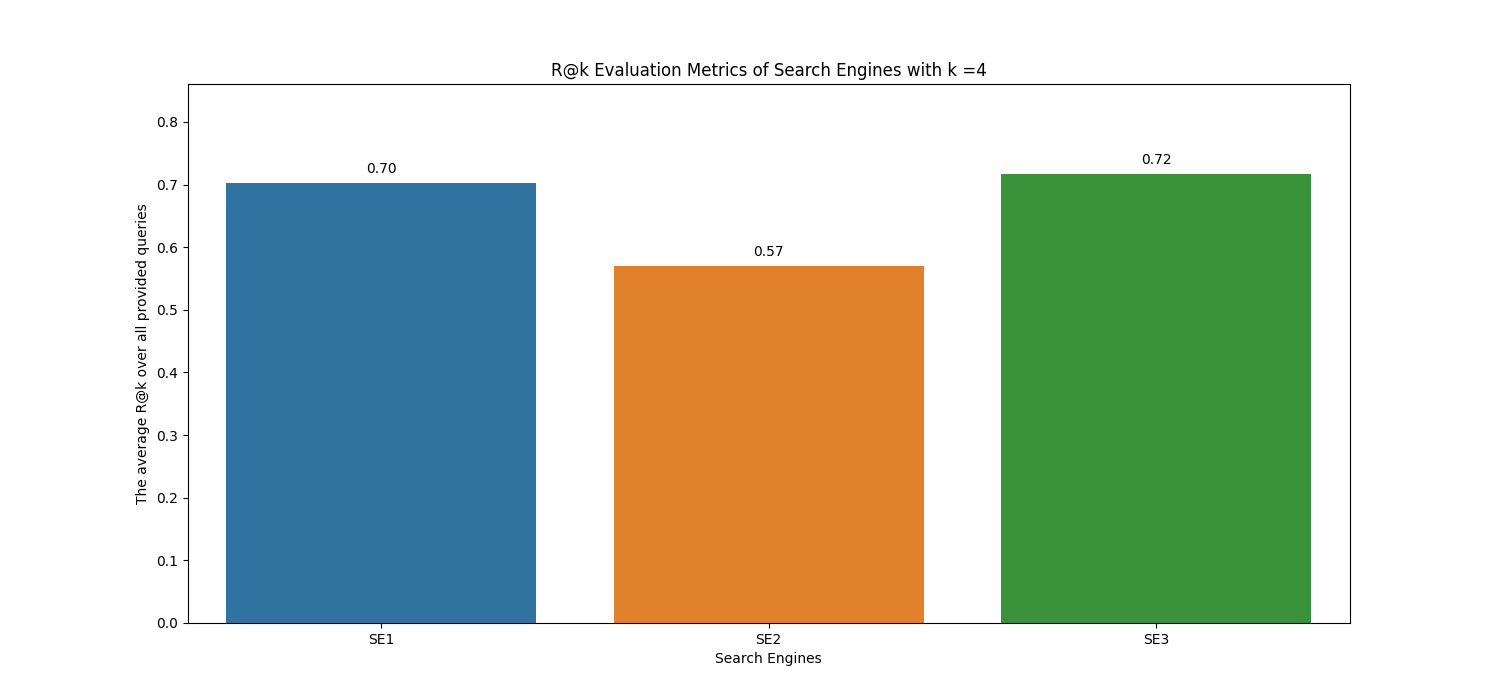 R@k Evaluation Metrics of Search Engines with k =4
The average R@k over all provided queries
0.8
0.7
0.6
0.5
0.4
0.3
0.2
0.1
0.0
0.70
0.57
0.72
SE1
SE2
SE3
Search Engines